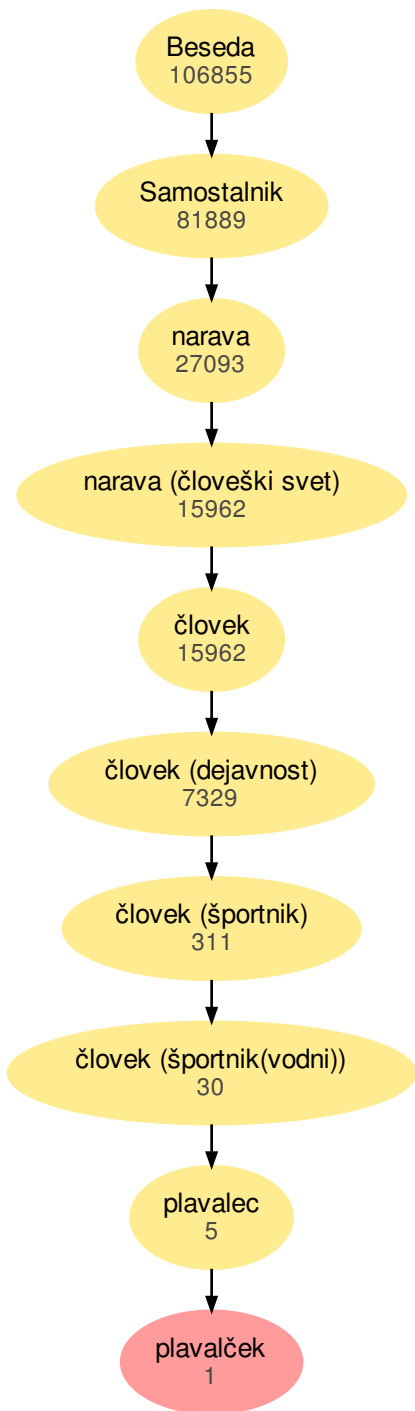 Beseda
106855
Samostalnik
81889
narava
27093
narava (človeški svet)
15962
človek
15962
človek (dejavnost)
7329
človek (športnik)
311
človek (športnik(vodni))
30
plavalec
5
plavalček
1